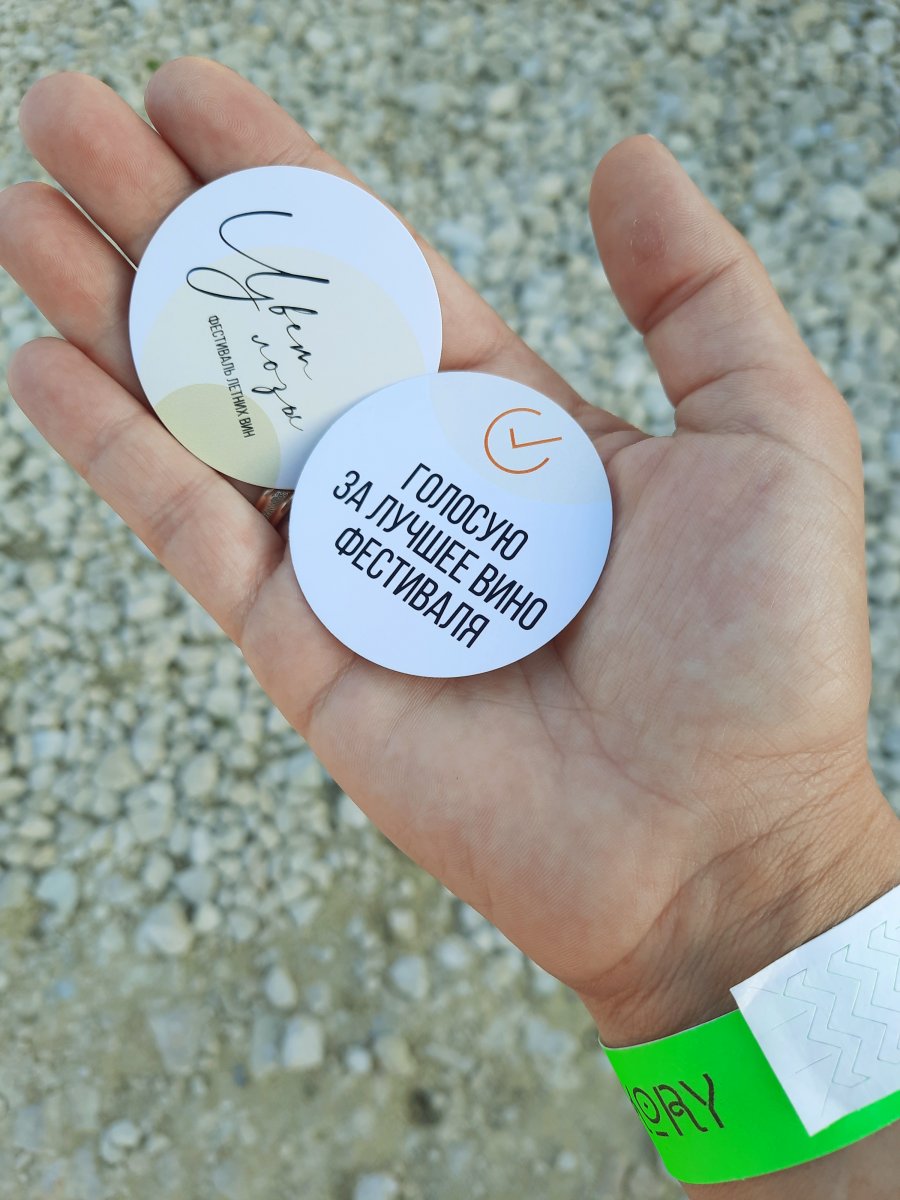 Цвет
лозы
ФЕСТИВАЛЬ ЛЕТНИХ ВИН
ГОЛОСУЮ
ЗА ЛУЧШЕЕ ВИНО
ФЕСТИВАЛЯ